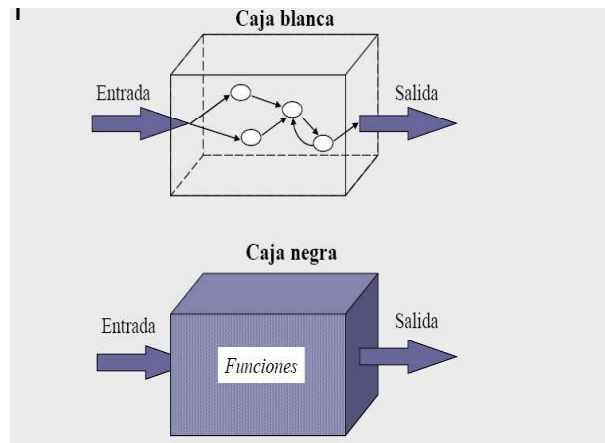 Caja blanca
Entrada
Salida
Caja negra
Entrada
Salida
Funciones